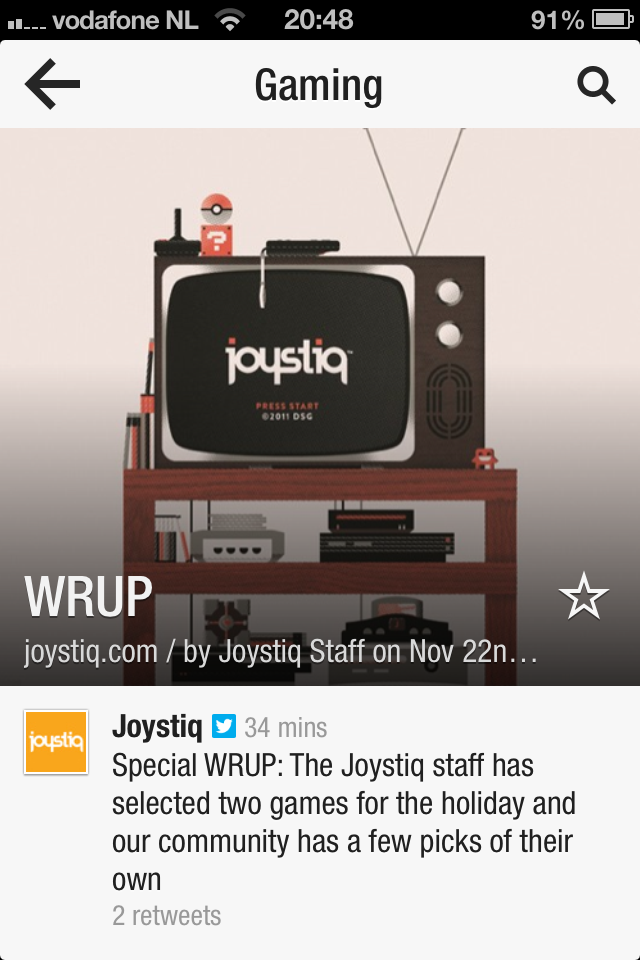 vodafone NL 20:48 91%
Gaming
?
joystiq™
PRESS START
©2011 DSG
WRUP
joystiq.com / by Joystiq Staff on Nov 22n…
joystiq
Joystiq 34 mins
Special WRUP: The Joystiq staff has
selected two games for the holiday and
our community has a few picks of their
own
2 retweets